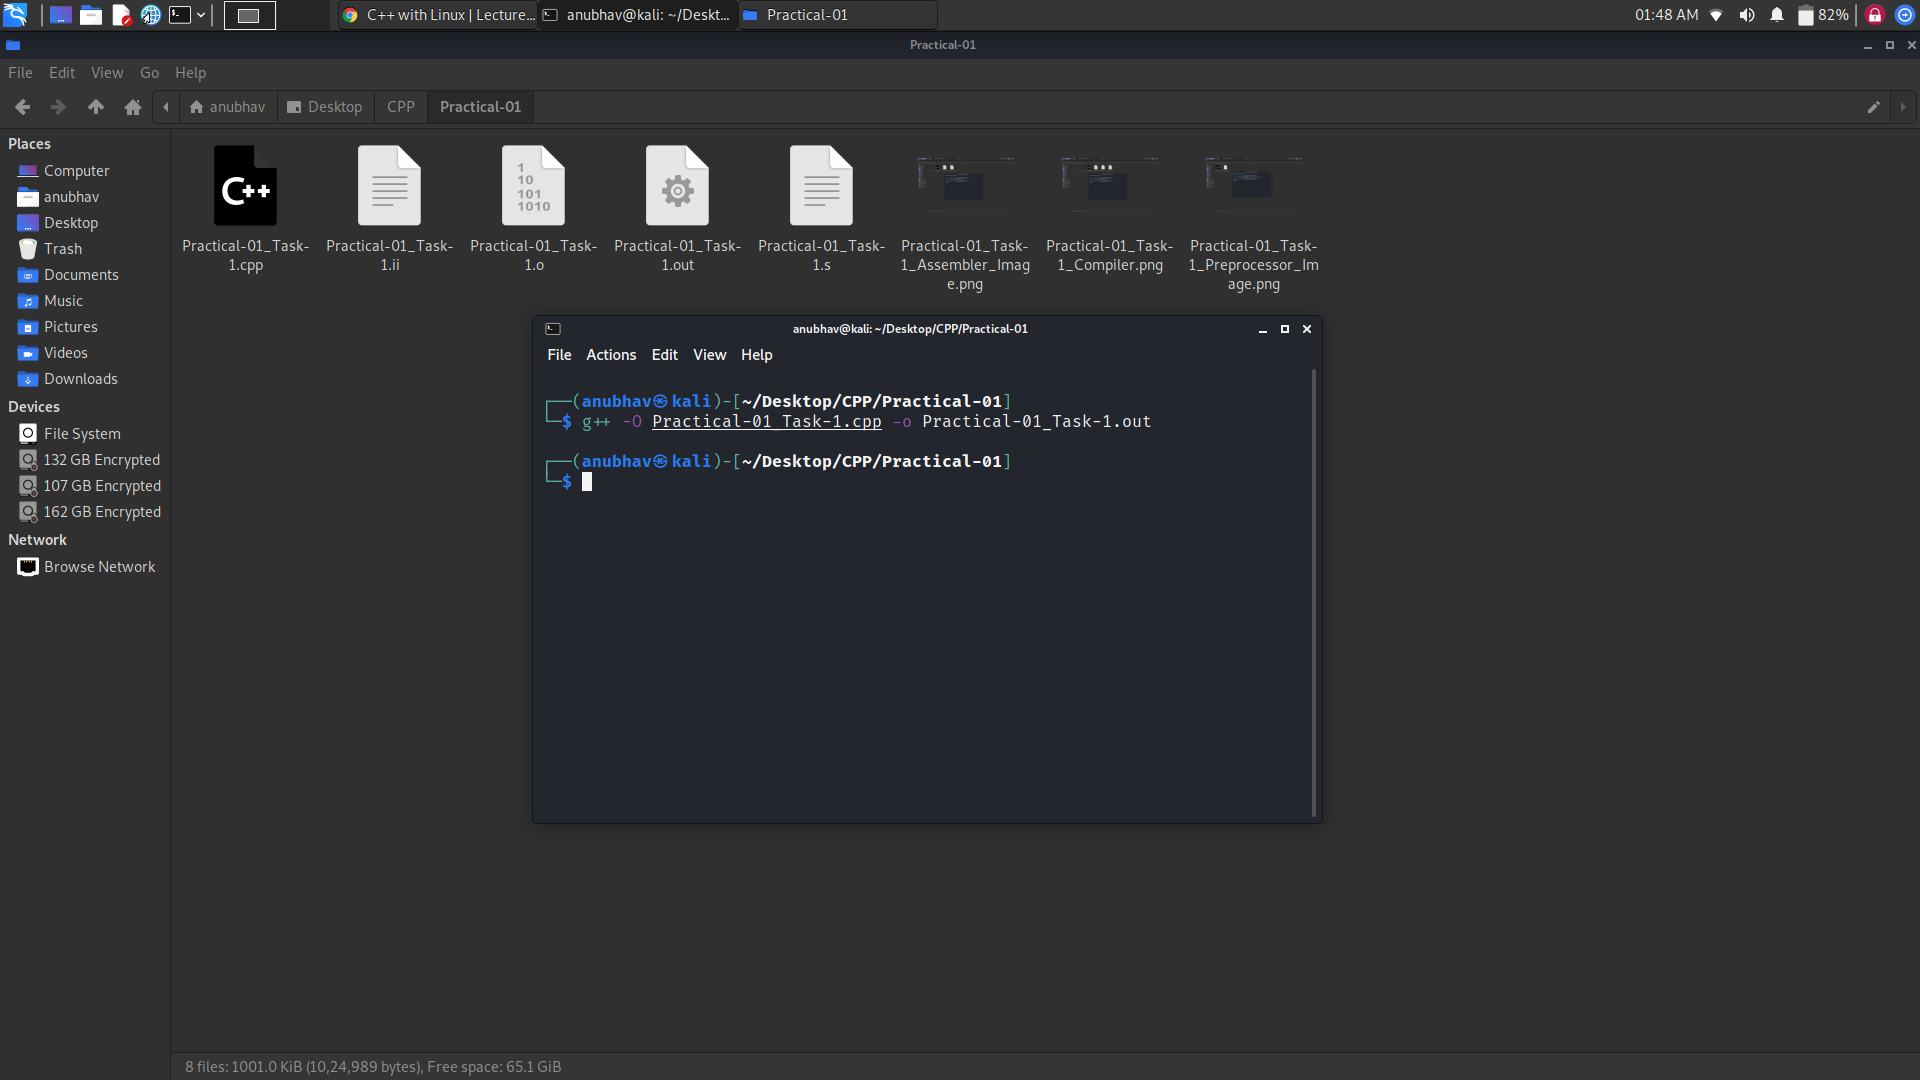 C++ with Linux | Lecture...
anubhav@kali: ~/Deskt...
Practical-01
01:48 AM
82%
Practical-01
File Edit View Go Help
anubhav
Desktop
CPP
Practical-01
Places
Computer
anubhav
Desktop
Trash
Documents
Music
Pictures
Videos
Downloads
Devices
File System
132 GB Encrypted
107 GB Encrypted
162 GB Encrypted
Network
Browse Network
C++
Practical-01_Task-
1.cpp
Practical-01_Task-
1.ii
1
10
101
1010
Practical-01_Task-
1.o
Practical-01_Task-
1.out
Practical-01_Task-
1.s
Practical-01_Task-
1_Assembler_Imag
e.png
Practical-01_Task-
1_Compiler.png
Practical-01_Task-
1_Preprocessor_Im
age.png
anubhav@kali: ~/Desktop/CPP/Practical-01
File Actions Edit View Help
┌──(anubhav㉿kali)-[~/Desktop/CPP/Practical-01]
└─$ g++ -O Practical-01_Task-1.cpp -o Practical-01_Task-1.out
┌──(anubhav㉿kali)-[~/Desktop/CPP/Practical-01]
└─$
8 files: 1001.0 KiB (10,24,989 bytes), Free space: 65.1 GiB